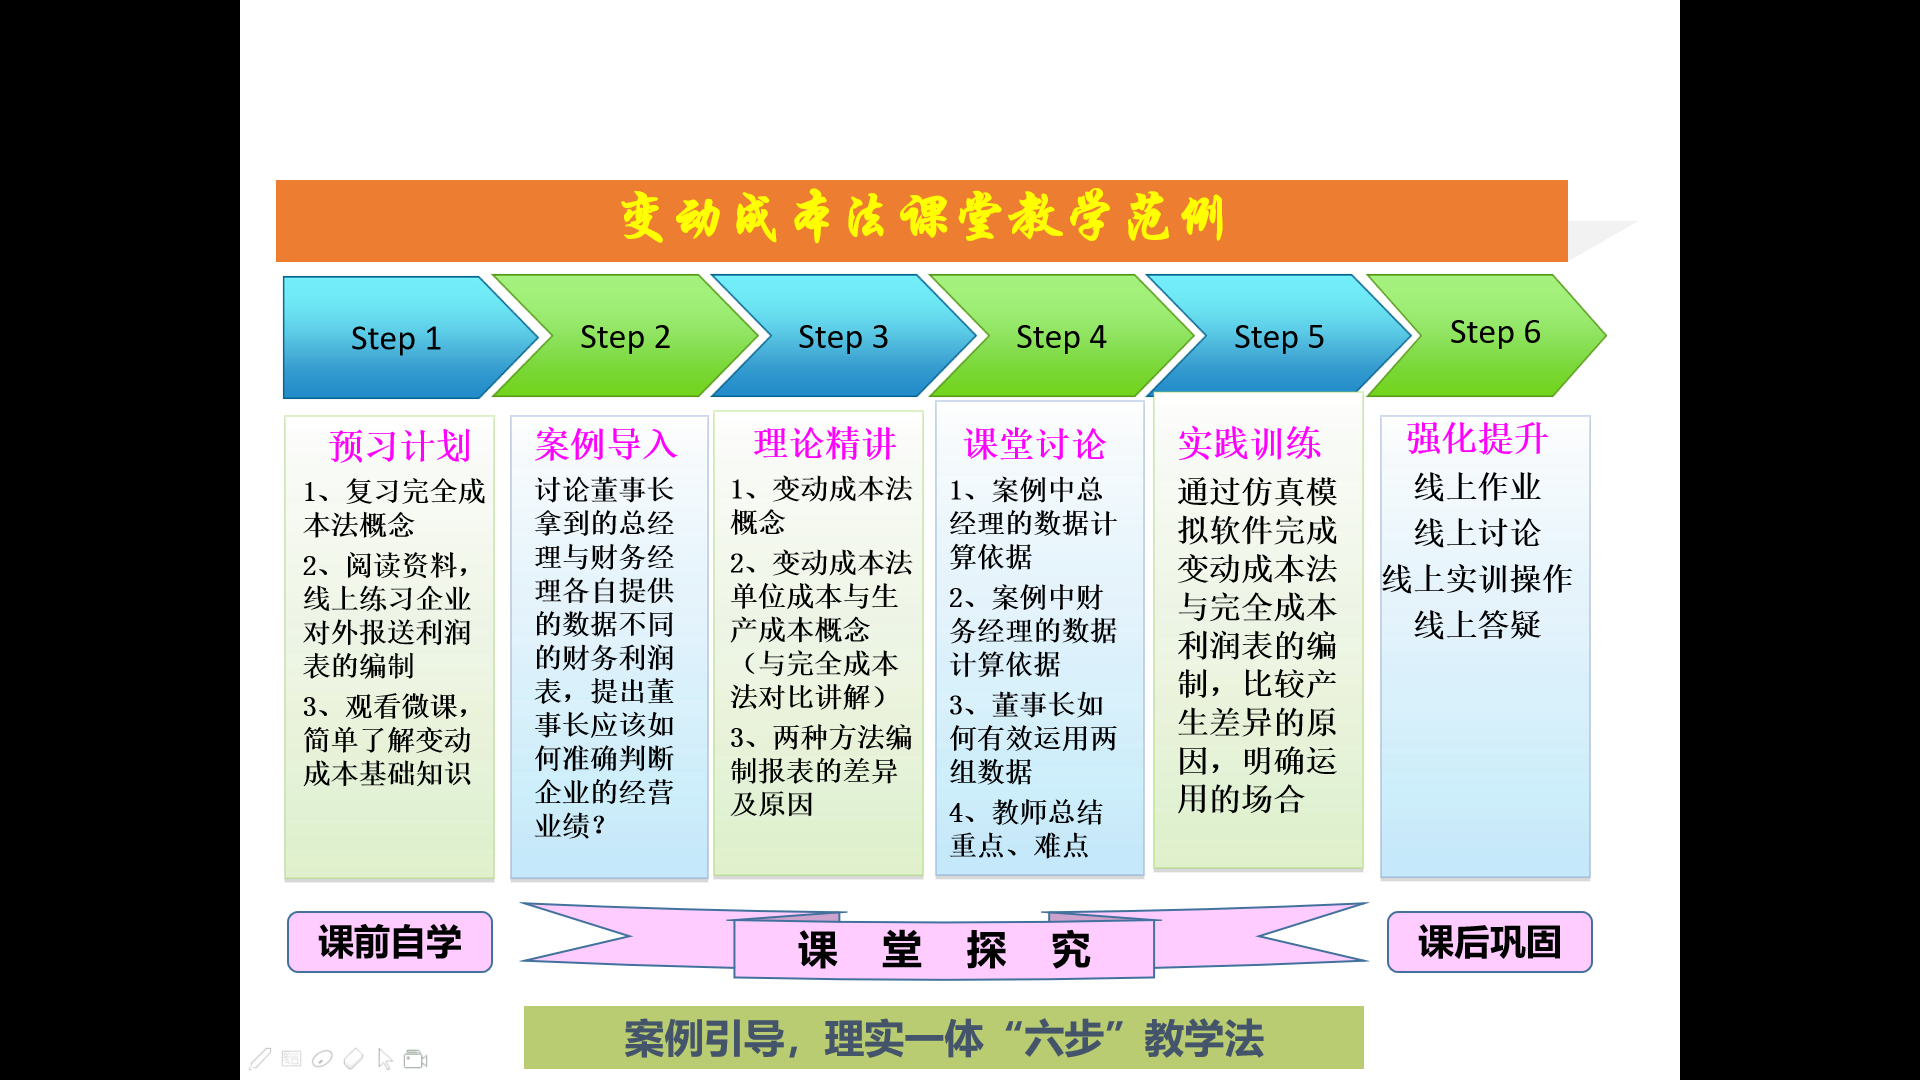 变动成本法课堂教学范例
Step 1
Step 2
Step 3
Step 4
Step 5
Step 6
预习计划
1、复习完全成
本法概念
2、阅读资料，
线上练习企业
对外报送利润
表的编制
3、观看微课，
简单了解变动
成本基础知识
案例导入
讨论董事长
拿到的总经
理与财务经
理各自提供
的数据不同
的财务利润
表，提出董
事长应该如
何准确判断
企业的经营
业绩？
理论精讲
1、变动成本法
概念
2、变动成本法
单位成本与生
产成本概念
（与完全成本
法对比讲解）
3、两种方法编
制报表的差异
及原因
课堂讨论
1、案例中总
经理的数据计
算依据
2、案例中财
务经理的数据
计算依据
3、董事长如
何有效运用两
组数据
4、教师总结
重点、难点
实践训练
通过仿真模
拟软件完成
变动成本法
与完全成本
利润表的编
制，比较产
生差异的原
因，明确运
用的场合
强化提升
线上作业
线上讨论
线上实训操作
线上答疑
课前自学
课 堂 探 究
课后巩固
案例引导，理实一体“六步”教学法